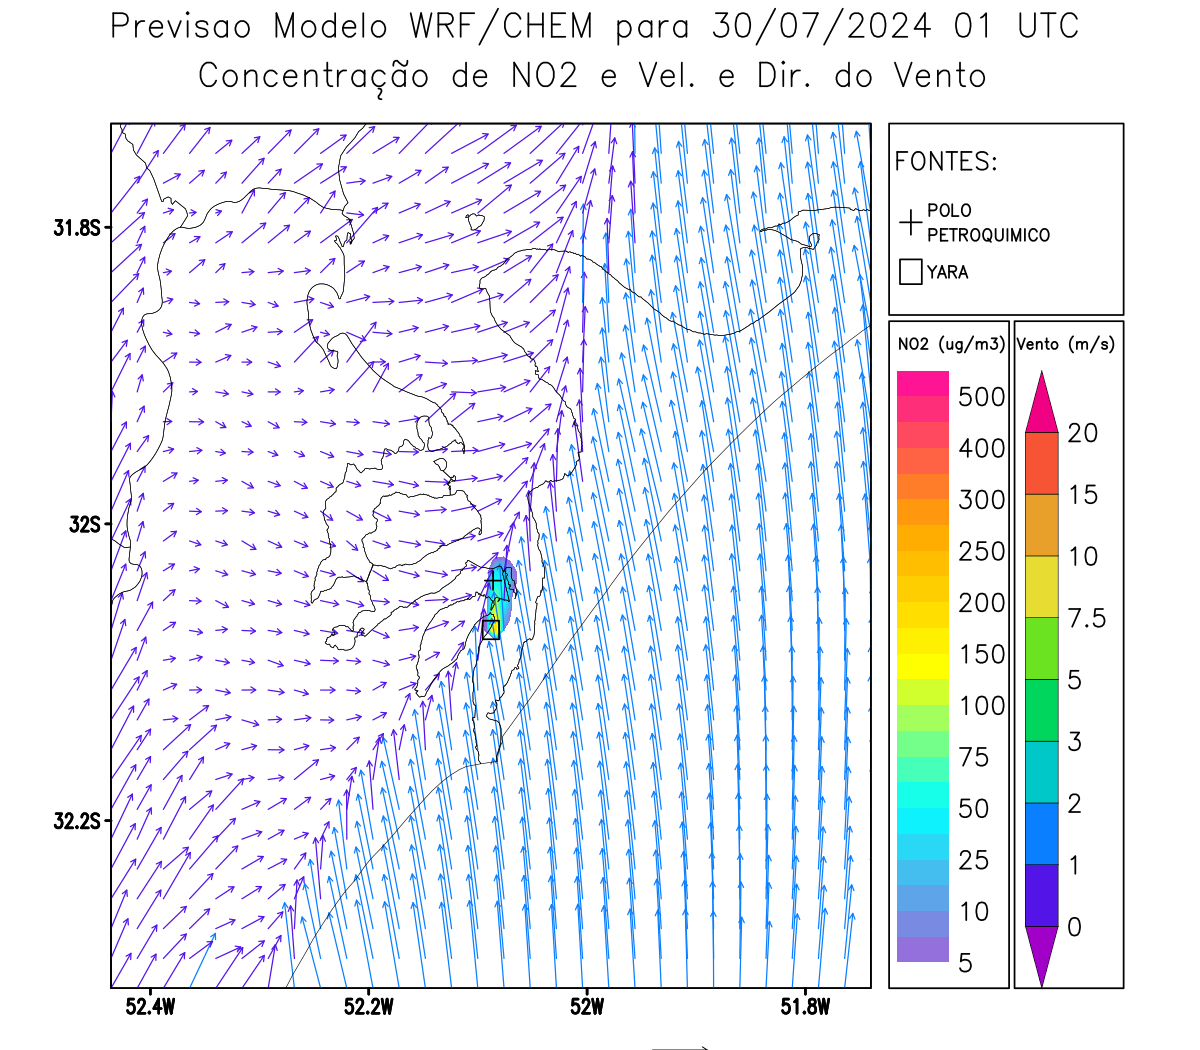 Previsao Modelo WRF/CHEM para 30/07/2024 01 UTC
Concentração de NO2 e Vel. e Dir. do Vento
FONTES:
POLO
PETROQUIMICO
YARA
31.8S
32S
32.2S
52.4W
52.2W
52W
51.8W
NO2 (ug/m3)
500
400
300
250
200
150
100
75
50
25
10
5
Vento (m/s)
20
15
10
7.5
5
3
2
1
0